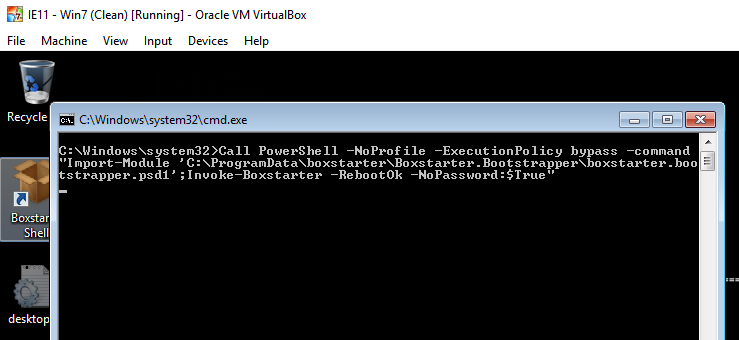 IE11 - Win7 (Clean) [Running] - Oracle VM VirtualBox
File Machine View Input Devices Help
Recycle
C:\Windows\system32\cmd.exe
C:\Windows\system32>Call PowerShell -NoProfile -ExecutionPolicy bypass -command
"Import-Module 'C:\ProgramData\boxstarter\Boxstarter.Bootstrapper\boxstarter.boo
tstrapper.psd1';Invoke-Boxstarter -RebootOk -NoPassword:$True"
Boxstar
Shell
desktop